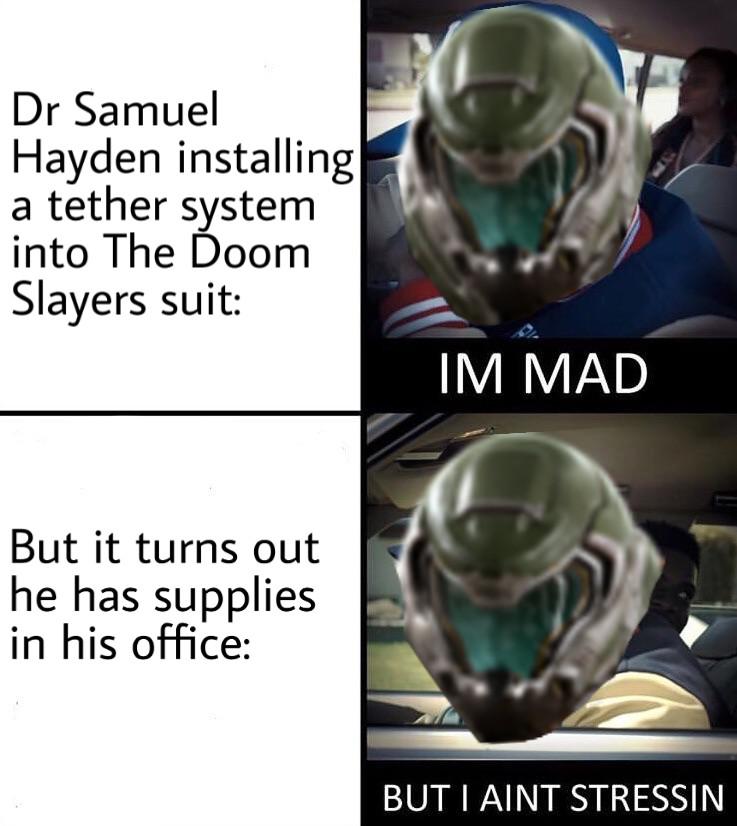 Dr Samuel
Hayden installing
a tether system
into The Doom
Slayers suit:
IM MAD
But it turns out
he has supplies
in his office:
BUT I AINT STRESSIN